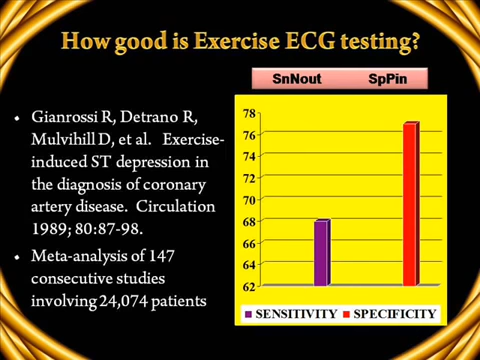 How good is Exercise ECG testing?
SnNout SpPin
• Gianrossi R, Detrano R,
Mulvihill D, et al. Exercise-
induced ST depression in
the diagnosis of coronary
artery disease. Circulation
1989; 80:87-98.
• Meta-analysis of 147
consecutive studies
involving 24,074 patients
78
76
74
72
70
68
66
64
62
SENSITIVITY SPECIFICITY